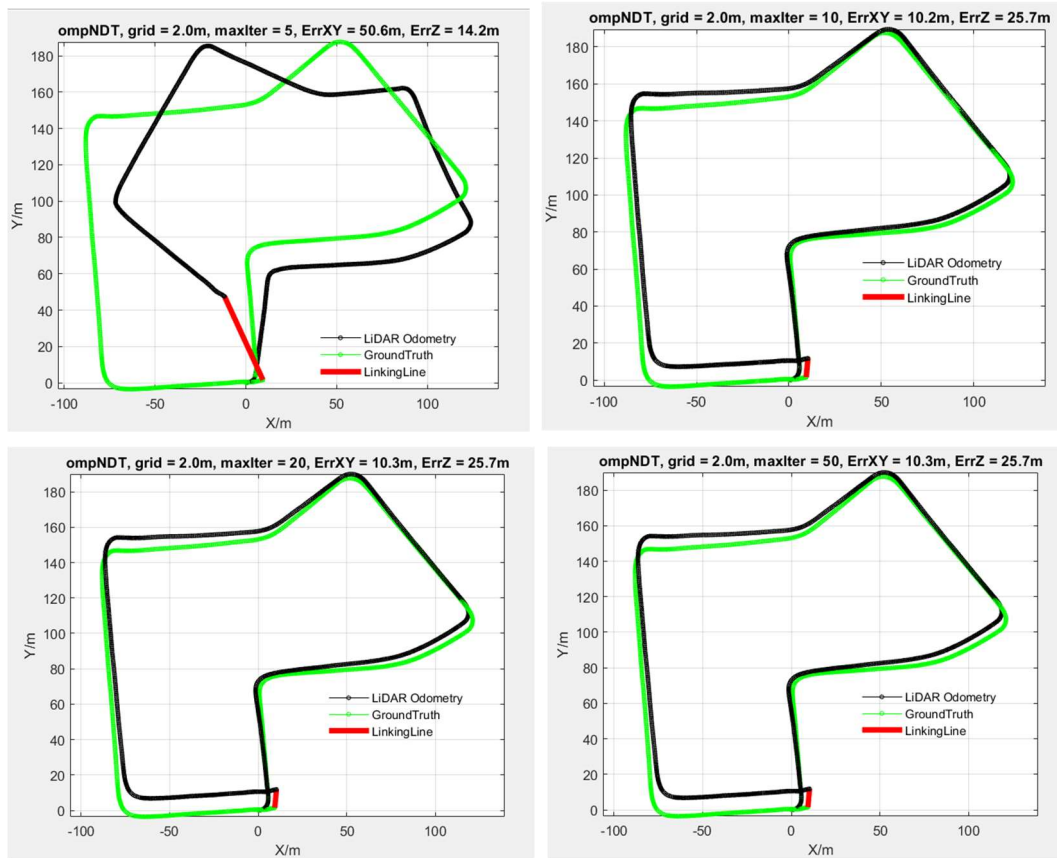 ompNDT, grid = 2.0m, maxIter = 5, ErrXY = 50.6m, ErrZ = 14.2m
180
160
140
120
100
80
60
40
20
0
Y/m
LiDAR Odometry
GroundTruth
LinkingLine
-100 -50 0 50 100
X/m
ompNDT, grid = 2.0m, maxIter = 10, ErrXY = 10.2m, ErrZ = 25.7m
180
160
140
120
100
80
60
40
20
0
Y/m
LiDAR Odometry
GroundTruth
LinkingLine
-100 -50 0 50 100
X/m
ompNDT, grid = 2.0m, maxIter = 20, ErrXY = 10.3m, ErrZ = 25.7m
180
160
140
120
100
80
60
40
20
0
Y/m
LiDAR Odometry
GroundTruth
LinkingLine
-100 -50 0 50 100
X/m
ompNDT, grid = 2.0m, maxIter = 50, ErrXY = 10.3m, ErrZ = 25.7m
180
160
140
120
100
80
60
40
20
0
Y/m
LiDAR Odometry
GroundTruth
LinkingLine
-100 -50 0 50 100
X/m